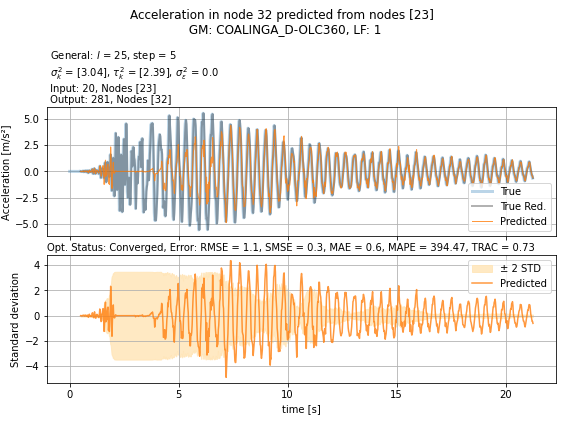 Acceleration in node 32 predicted from nodes [23]
GM: COALINGA_D-OLC360, LF: 1
General: l = 25, step = 5
σ²ₖ = [3.04], τ²ₖ = [2.39], σ²ε = 0.0
Input: 20, Nodes [23]
Output: 281, Nodes [32]
Acceleration [m/s²]
5.0
2.5
0.0
−2.5
−5.0
True
True Red.
Predicted
Opt. Status: Converged, Error: RMSE = 1.1, SMSE = 0.3, MAE = 0.6, MAPE = 394.47, TRAC = 0.73
Standard deviation
4
2
0
−2
−4
± 2 STD
Predicted
0
5
10
15
20
time [s]